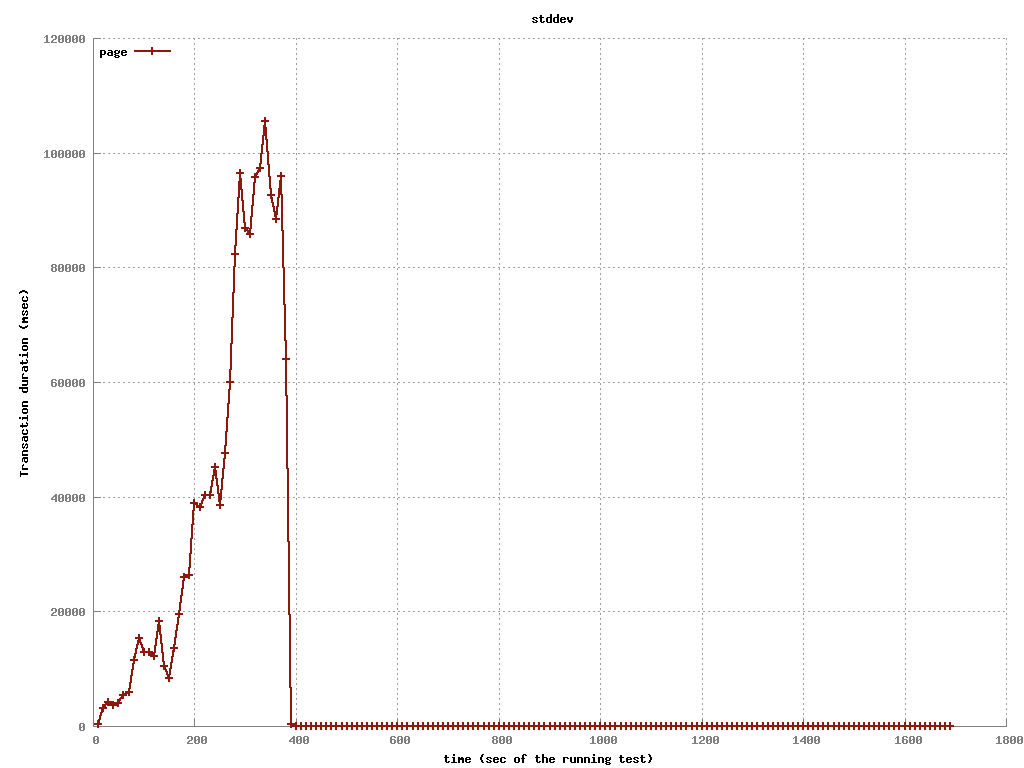 stddev
120000
page
100000
80000
60000
40000
20000
0
Transaction duration (msec)
0 200 400 600 800 1000 1200 1400 1600 1800
time (sec of the running test)